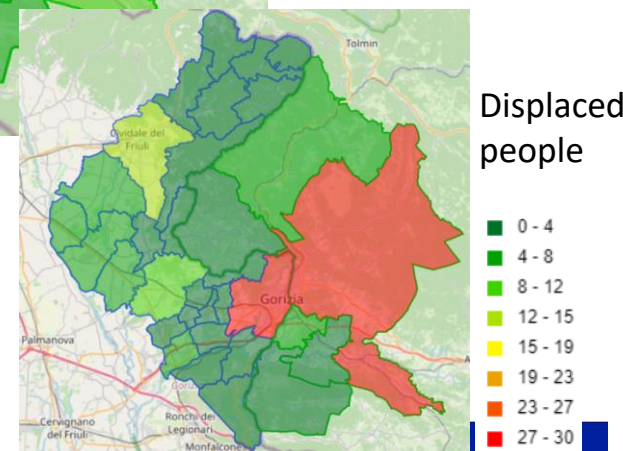 Tolmin
Cividale del
Friuli
Gorizia
Palmanova
Ronchi dei
Legionari
Cervignano
del Friuli
Monfalcone
Displaced
people
0 - 4
4 - 8
8 - 12
12 - 15
15 - 19
19 - 23
23 - 27
27 - 30